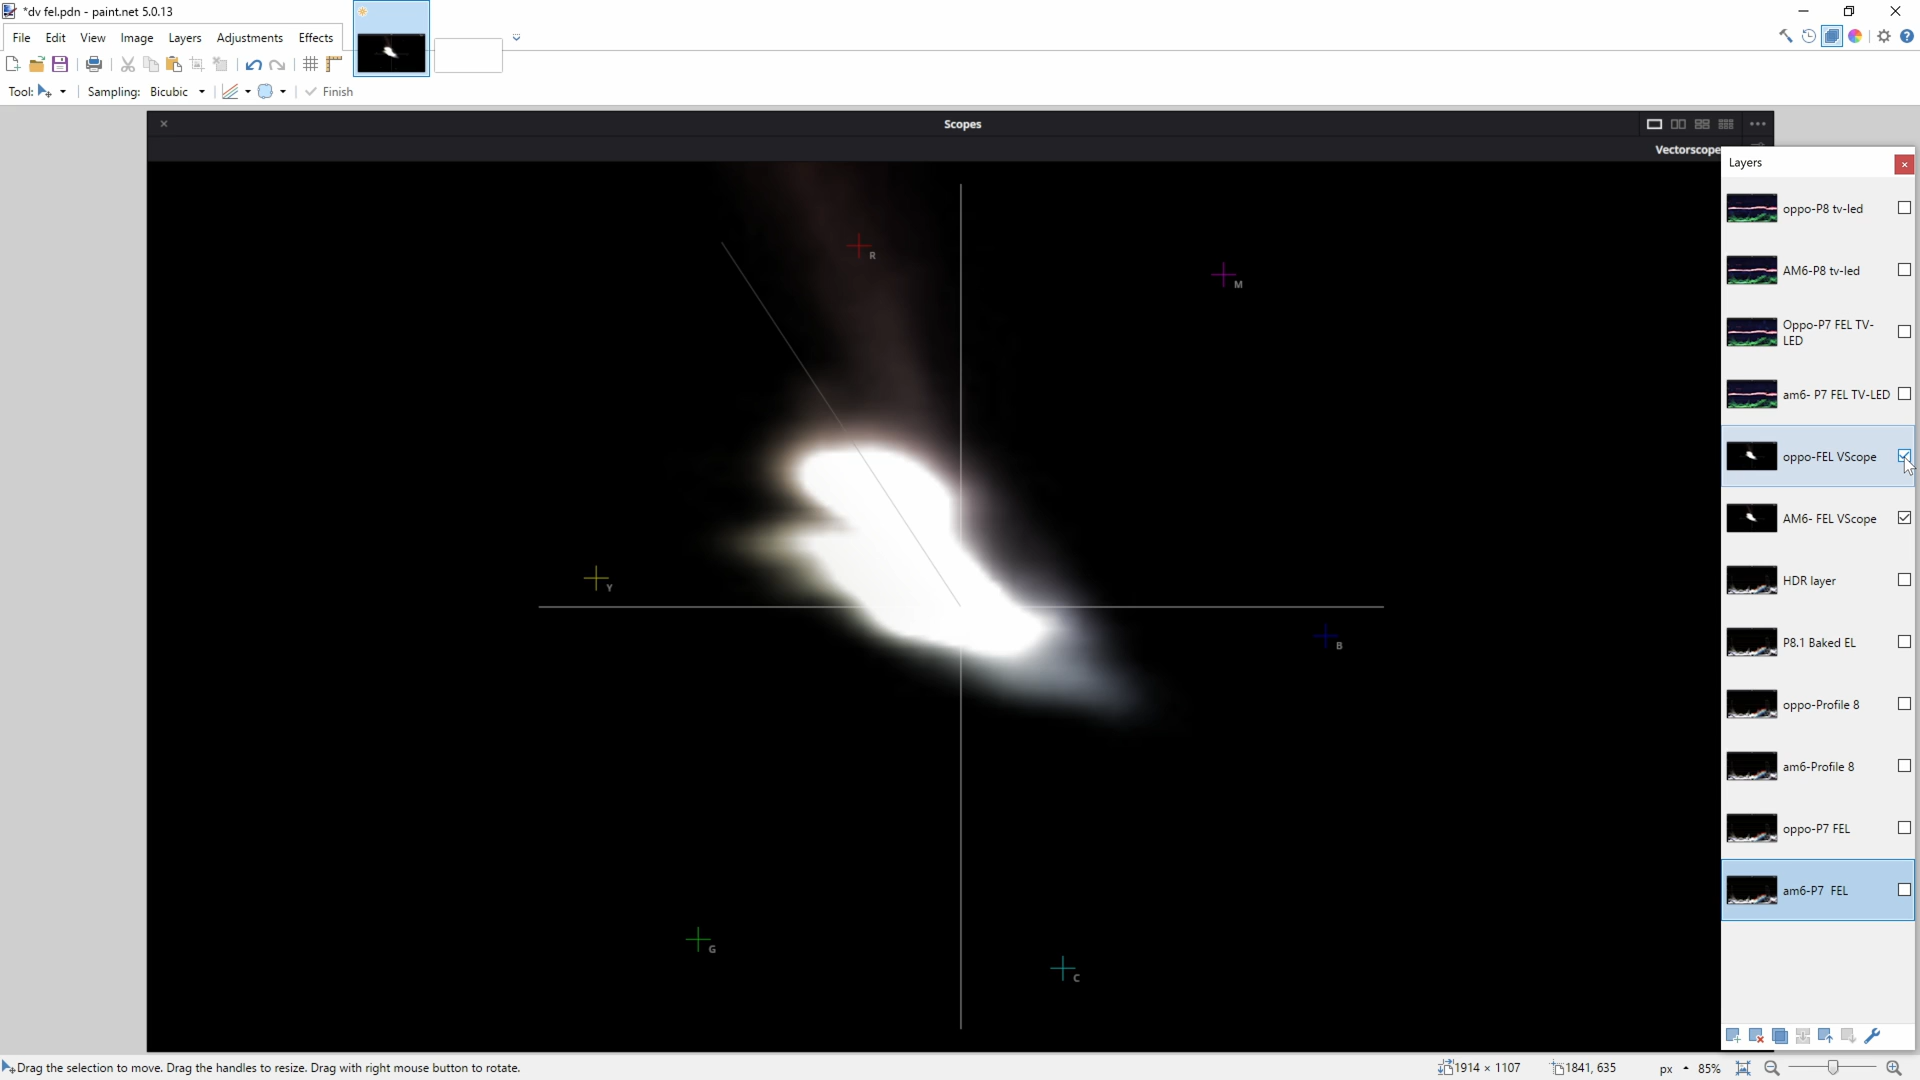 *dv fel.pdn - paint.net 5.0.13
File Edit View Image Layers Adjustments Effects
Tool: Sampling: Bicubic Finish
Scopes
Vectorscope
R
M
Y
B
G
C
Layers
oppo-P8 tv-led
AM6-P8 tv-led
Oppo-P7 FEL TV-
LED
am6- P7 FEL TV-LED
oppo-FEL VScope
AM6- FEL VScope
HDR layer
P8.1 Baked EL
oppo-Profile 8
am6-Profile 8
oppo-P7 FEL
am6-P7 FEL
Drag the selection to move. Drag the handles to resize. Drag with right mouse button to rotate. 1914 × 1107 1841, 635 px 85%